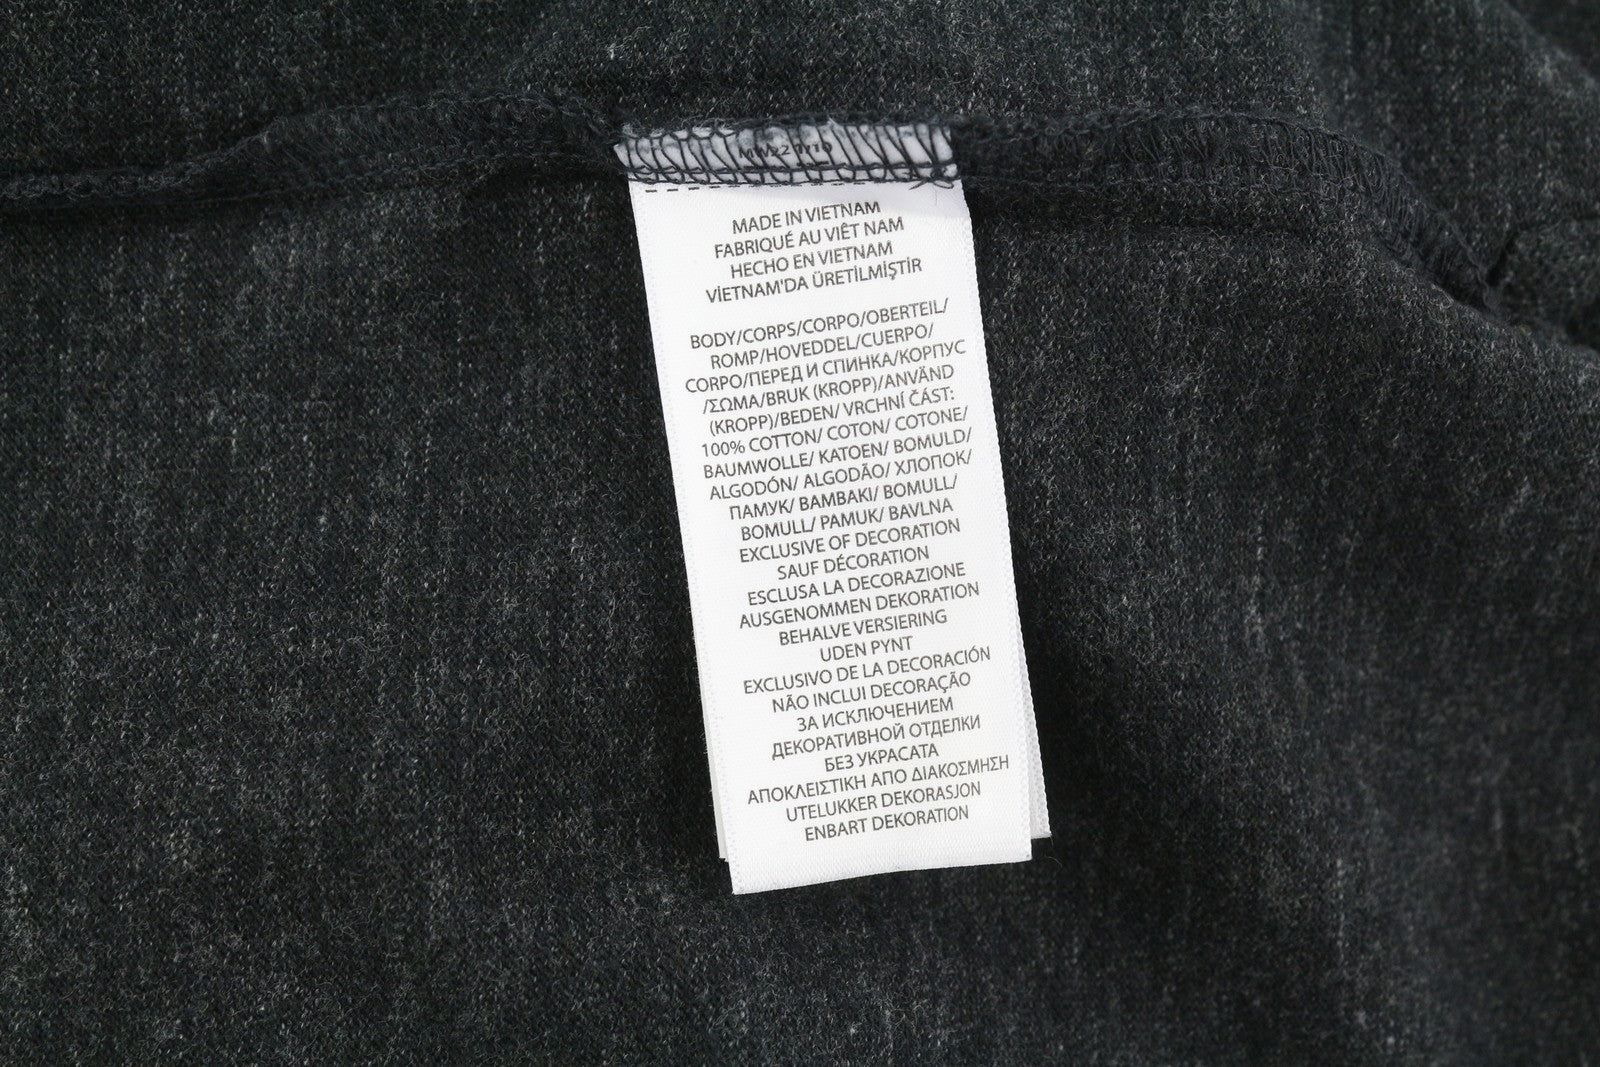 MADE IN VIETNAM
FABRIQUÉ AU VIÊT NAM
HECHO EN VIETNAM
VİETNAM'DA ÜRETİLMİŞTİR
BODY/CORPS/CORPO/OBERTEIL/
ROMP/HOVEDDEL/CUERPO/
CORPO/ПЕРЕД И СПИНКА/КОРПУС
/ΣΩΜΑ/BRUK (KROPP)/ANVÄND
(KROPP)/BEDEN/ VRCHNÍ ČÁST:
100% COTTON/ COTON/ COTONE/
BAUMWOLLE/ KATOEN/ BOMULD/
ALGODÓN/ ALGODÃO/ ХЛОПОК/
ПАМУК/ BAMBAKI/ BOMULL/
BOMULL/ PAMUK/ BAVLNA
EXCLUSIVE OF DECORATION
SAUF DÉCORATION
ESCLUSA LA DECORAZIONE
AUSGENOMMEN DEKORATION
BEHALVE VERSIERING
UDEN PYNT
EXCLUSIVO DE LA DECORACIÓN
NÃO INCLUI DECORAÇÃO
ЗА ИСКЛЮЧЕНИЕМ
ДЕКОРАТИВНОЙ ОТДЕЛКИ
БЕЗ УКРАСАТА
ΑΠΟΚΛΕΙΣΤΙΚΗ ΑΠΟ ΔΙΑΚΟΣΜΗΣΗ
UTELUKKER DEKORASJON
ENBART DEKORATION